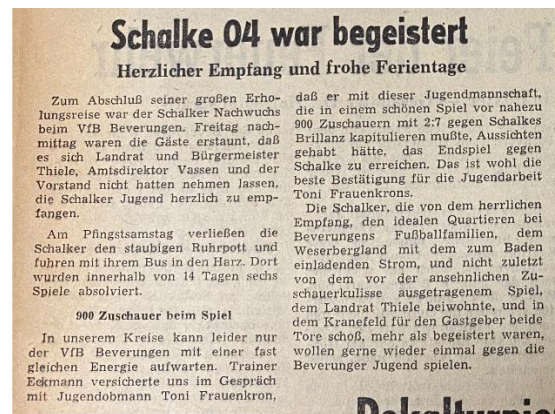 Schalke 04 war begeistert
Herzlicher Empfang und frohe Ferientage
Zum Abschluß seiner großen Erho-
lungsreise war der Schalker Nachwuchs
beim VfB Beverungen. Freitag nach-
mittag waren die Gäste erstaunt, daß
es sich Landrat und Bürgermeister
Thiele, Amtsdirektor Vassen und der
Vorstand nicht hatten nehmen lassen,
die Schalker Jugend herzlich zu emp-
fangen.
Am Pfingstsamstag verließen die
Schalker den staubigen Ruhrpott und
fuhren mit ihrem Bus in den Harz. Dort
wurden innerhalb von 14 Tagen sechs
Spiele absolviert.
900 Zuschauer beim Spiel
In unserem Kreise kann leider nur
der VfB Beverungen mit einer fast
gleichen Energie aufwarten. Trainer
Eckmann versicherte uns im Gespräch
mit Jugendobmann Toni Frauenkron,
daß er mit dieser Jugendmannschaft,
die in einem schönen Spiel vor nahezu
900 Zuschauern mit 2:7 gegen Schalkes
Brillanz kapitulieren mußte, Aussichten
gehabt hätte, das Endspiel gegen
Schalke zu erreichen. Das ist wohl die
beste Bestätigung für die Jugendarbeit
Toni Frauenkrons.
Die Schalker, die von dem herrlichen
Empfang, den idealen Quartieren bei
Beverungens Fußballfamilien, dem
Weserbergland mit dem zum Baden
einladenden Strom, und nicht zuletzt
von dem vor der ansehnlichen Zu-
schauerkulisse ausgetragenem Spiel,
dem Landrat Thiele beiwohnte, und in
dem Kranefeld für den Gastgeber beide
Tore schoß, mehr als begeistert waren,
wollen gerne wieder einmal gegen die
Beverunger Jugend spielen.